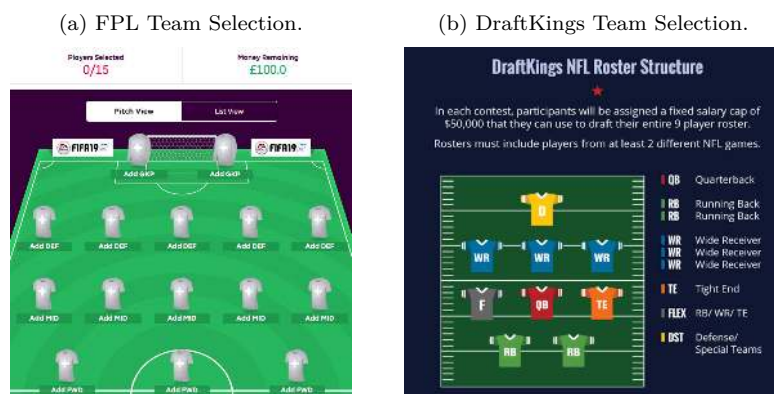 (a) FPL Team Selection.
Players Selected
0/15
Money Remaining
£100.0
Pitch View
List View
FIFA19
FIFA19
Add GKP
Add GKP
Add DEF
Add DEF
Add DEF
Add DEF
Add DEF
Add MID
Add MID
Add MID
Add MID
Add MID
Add FWD
Add FWD
Add FWD
(b) DraftKings Team Selection.
DraftKings NFL Roster Structure
In each contest, participants will be assigned a fixed salary cap of
$50,000 that they can use to draft their entire 9 player roster.
Rosters must include players from at least 2 different NFL games.
D
WR
WR
WR
F
QB
TE
RB
RB
QB Quarterback
RB Running Back
RB Running Back
WR Wide Receiver
WR Wide Receiver
WR Wide Receiver
TE Tight End
FLEX RB/ WR/ TE
DST Defense/
Special Teams